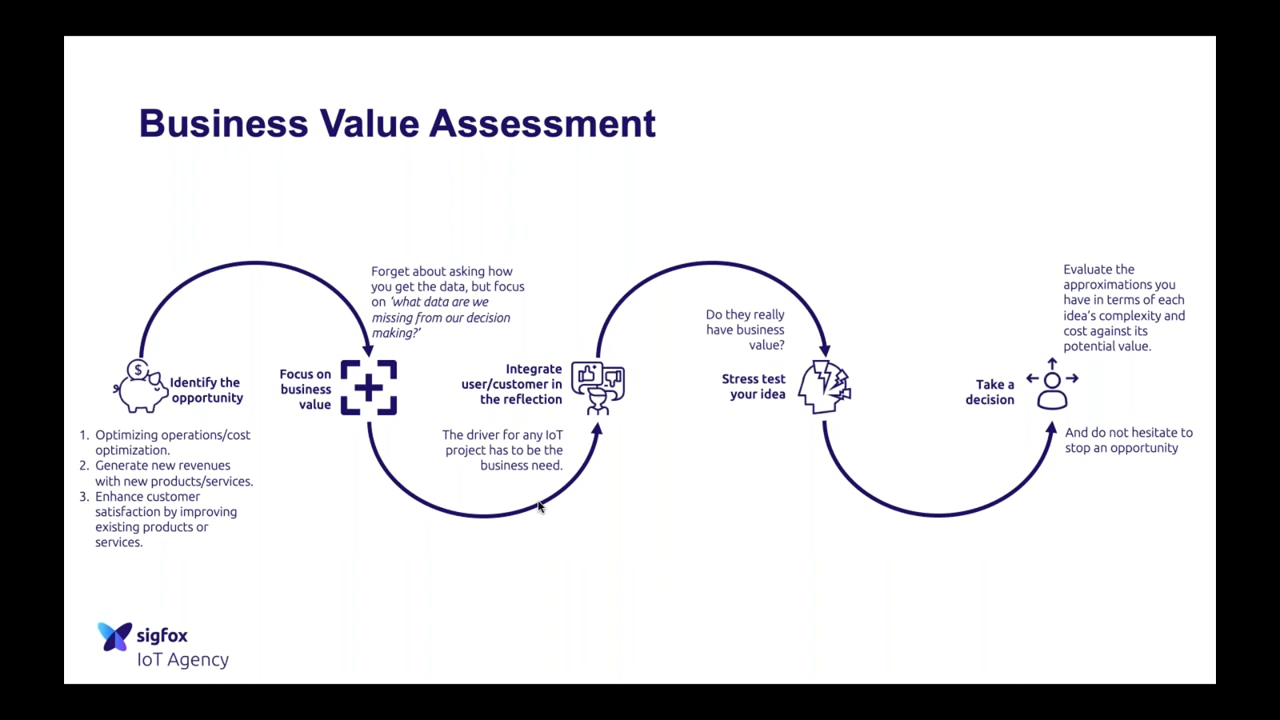 Business Value Assessment
Identify the
opportunity
1. Optimizing operations/cost
optimization.
2. Generate new revenues
with new products/services.
3. Enhance customer
satisfaction by improving
existing products or
services.
Forget about asking how
you get the data, but focus
on ‘what data are we
missing from our decision
making?’
Focus on
business
value
Integrate
user/customer in
the reflection
The driver for any IoT
project has to be the
business need.
Do they really
have business
value?
Stress test
your idea
Evaluate the
approximations you
have in terms of each
idea’s complexity and
cost against its
potential value.
Take a
decision
And do not hesitate to
stop an opportunity
sigfox
IoT Agency